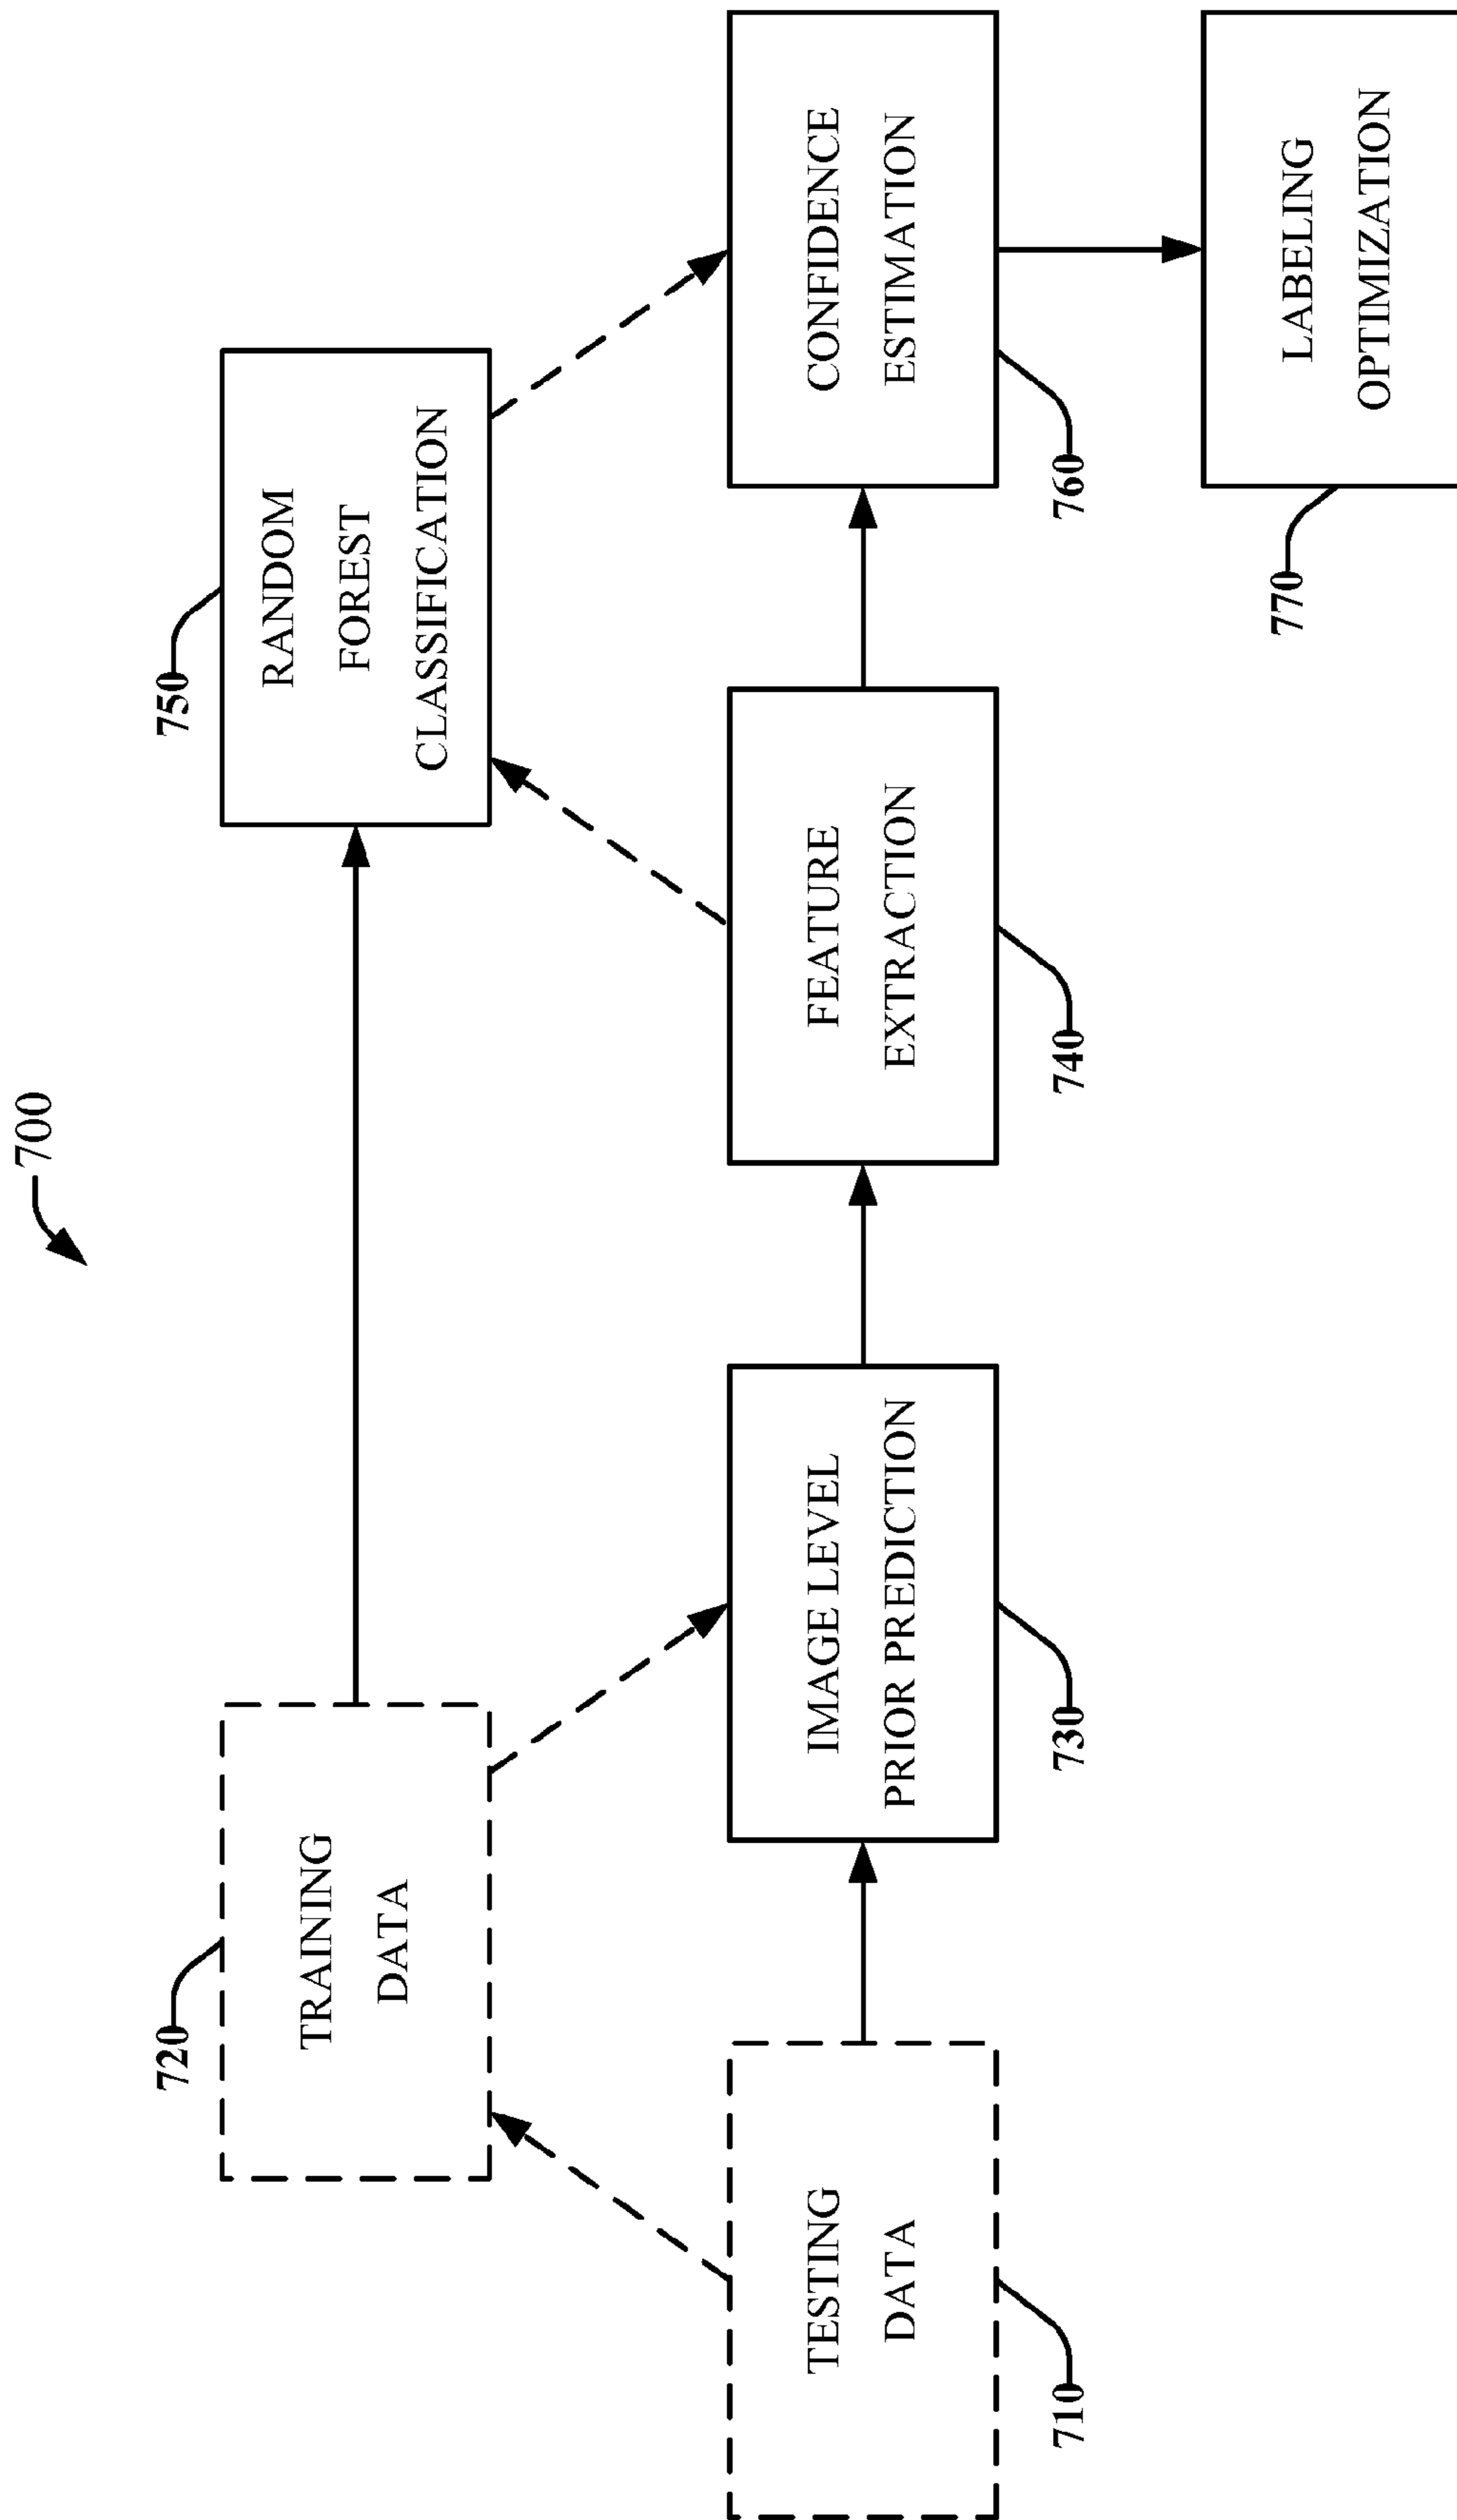 700
750
RANDOM
FOREST
CLASSIFICATION
720
TRAINING
DATA
TESTING
DATA
710
IMAGE LEVEL
PRIOR PREDICTION
730
FEATURE
EXTRACTION
740
CONFIDENCE
ESTIMATION
760
LABELING
OPTIMIZATION
770